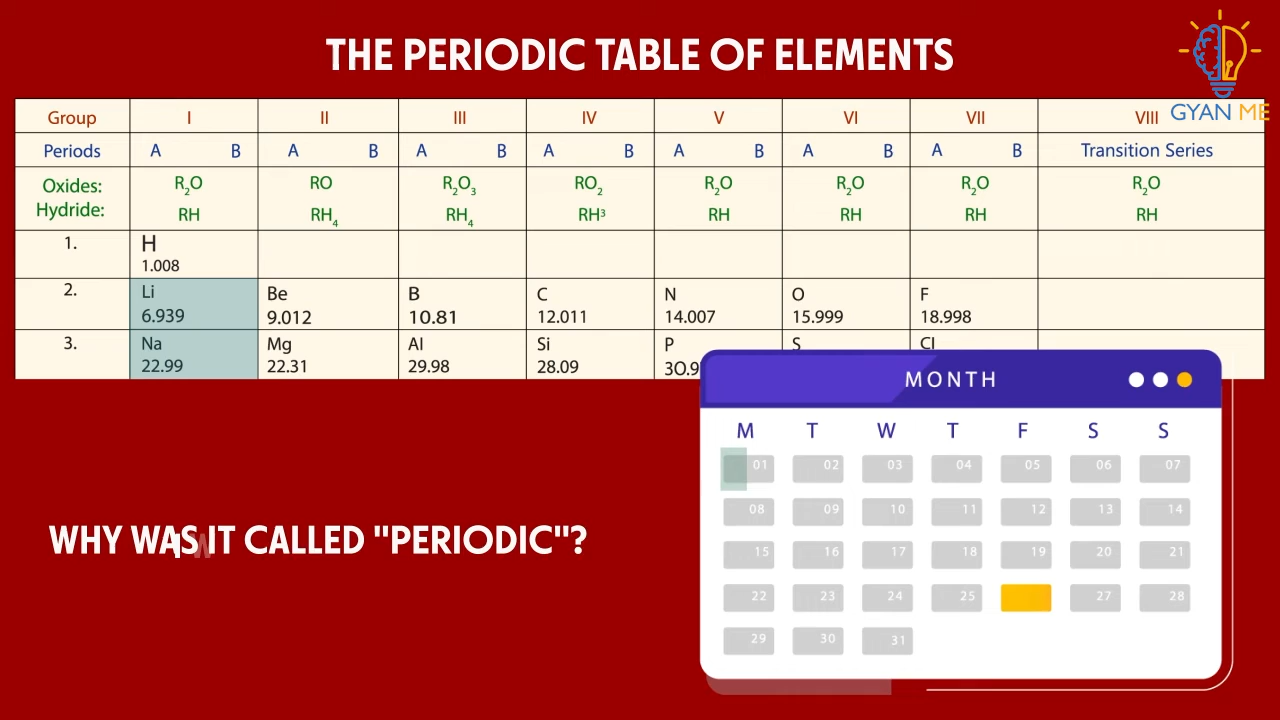 THE PERIODIC TABLE OF ELEMENTS
GYAN ME
Group I II III IV V VI VII VIII
Periods A B A B A B A B A B A B A B Transition Series
Oxides: R₂O RO R₂O₃ RO₂ R₂O R₂O R₂O R₂O
Hydride: RH RH₄ RH₄ RH³ RH RH RH RH
1. H
1.008
2. Li Be B C N O F
6.939 9.012 10.81 12.011 14.007 15.999 18.998
3. Na Mg Al Si P S Cl
22.99 22.31 29.98 28.09 30.9
MONTH
M T W T F S S
01 02 03 04 05 06 07
08 09 10 11 12 13 14
15 16 17 18 19 20 21
22 23 24 25 27 28
29 30 31
WHY WAS IT CALLED "PERIODIC"?